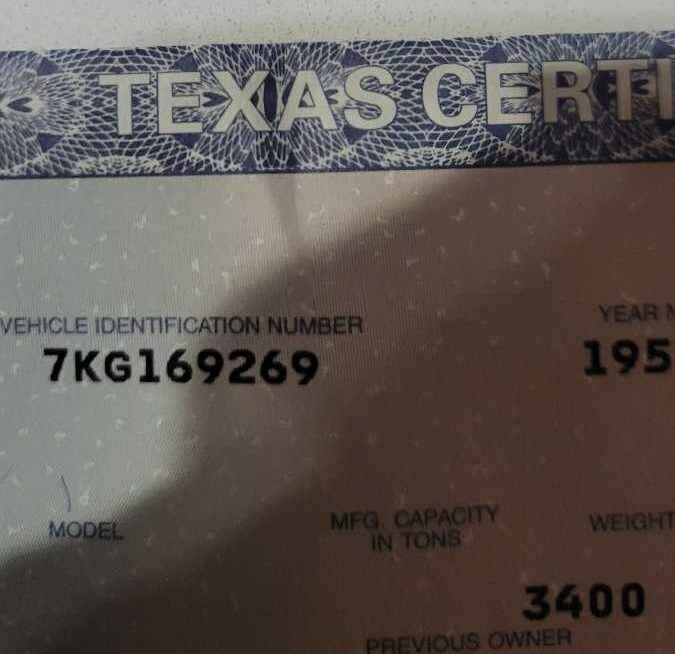 TEXAS CERTI
VEHICLE IDENTIFICATION NUMBER
YEAR
7KG169269
195
MODEL
MFG. CAPACITY
IN TONS
WEIGHT
3400
PREVIOUS OWNER